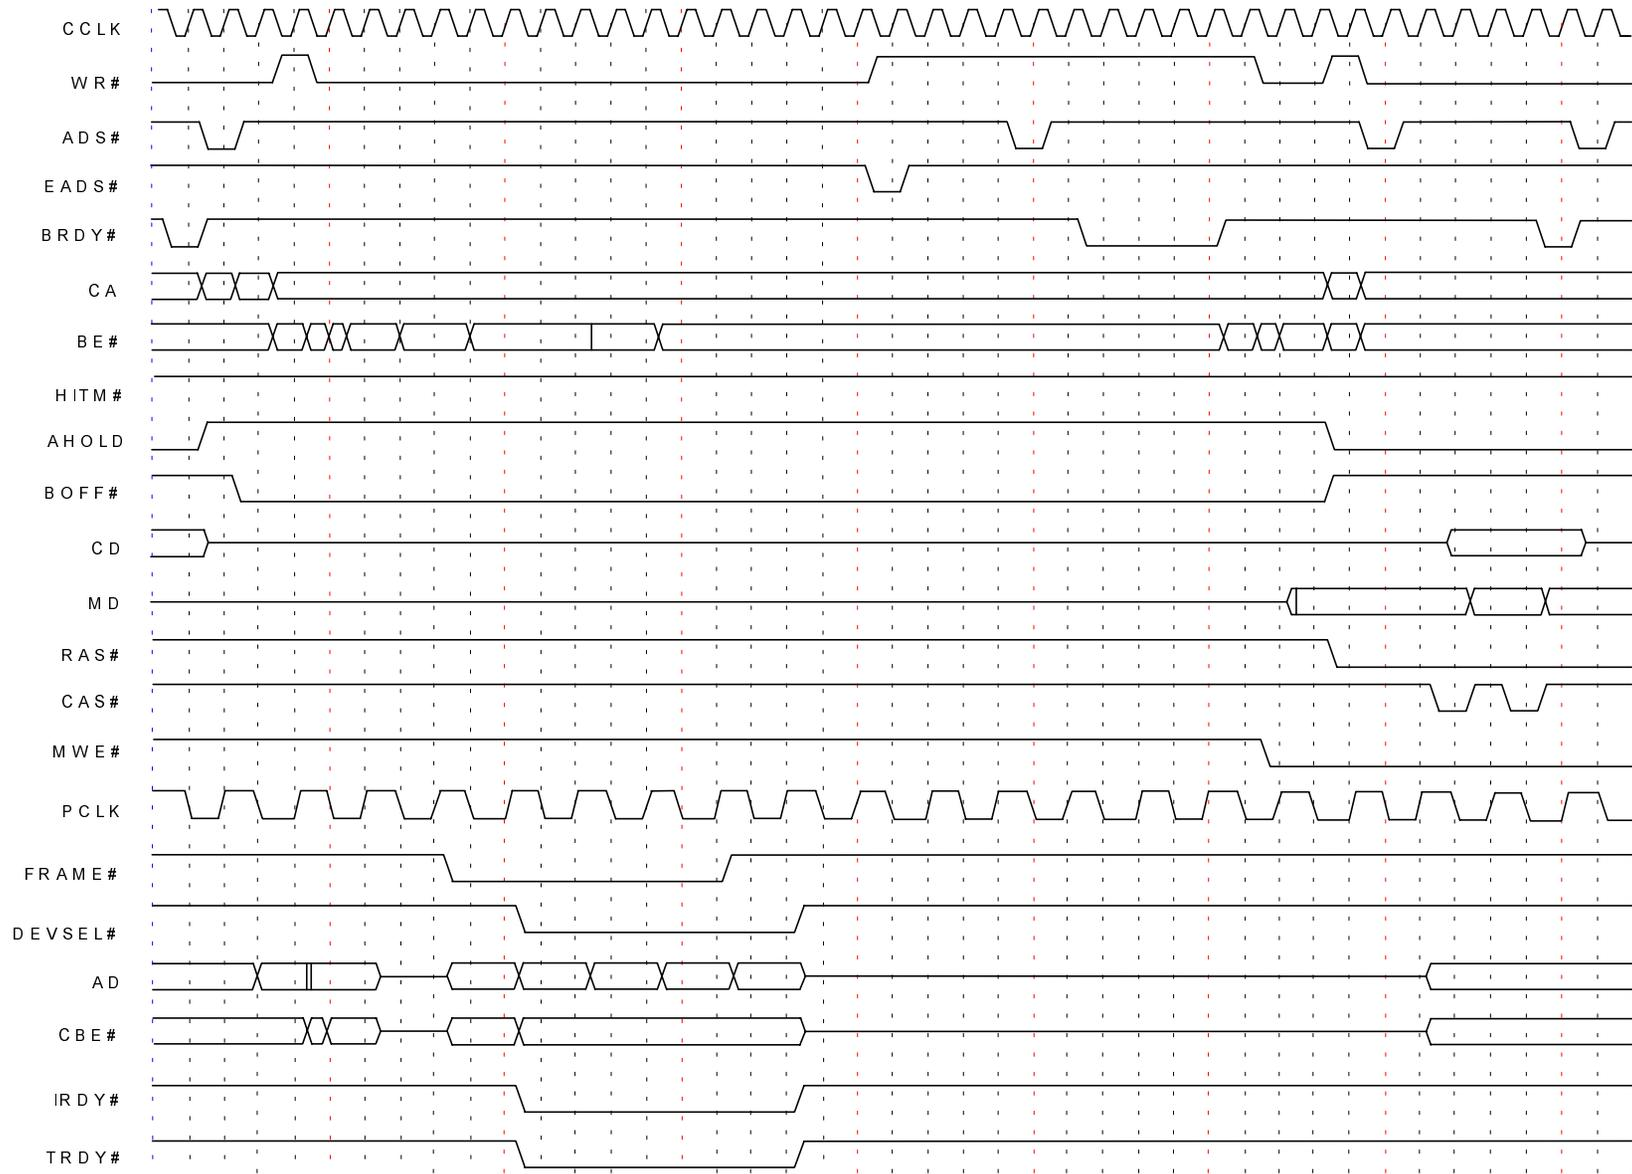 CCLK
WR#
ADS#
EADS#
BRDY#
CA
BE#
HITM#
AHOLD
BOFF#
CD
MD
RAS#
CAS#
MWE#
PCLK
FRAME#
DEVSEL#
AD
CBE#
IRDY#
TRDY#